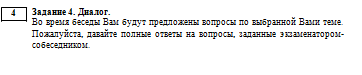 4 Задание 4. Диалог.
Во время беседы Вам будут предложены вопросы по выбранной Вами теме.
Пожалуйста, давайте полные ответы на вопросы, заданные экзаменатором-
собеседником.